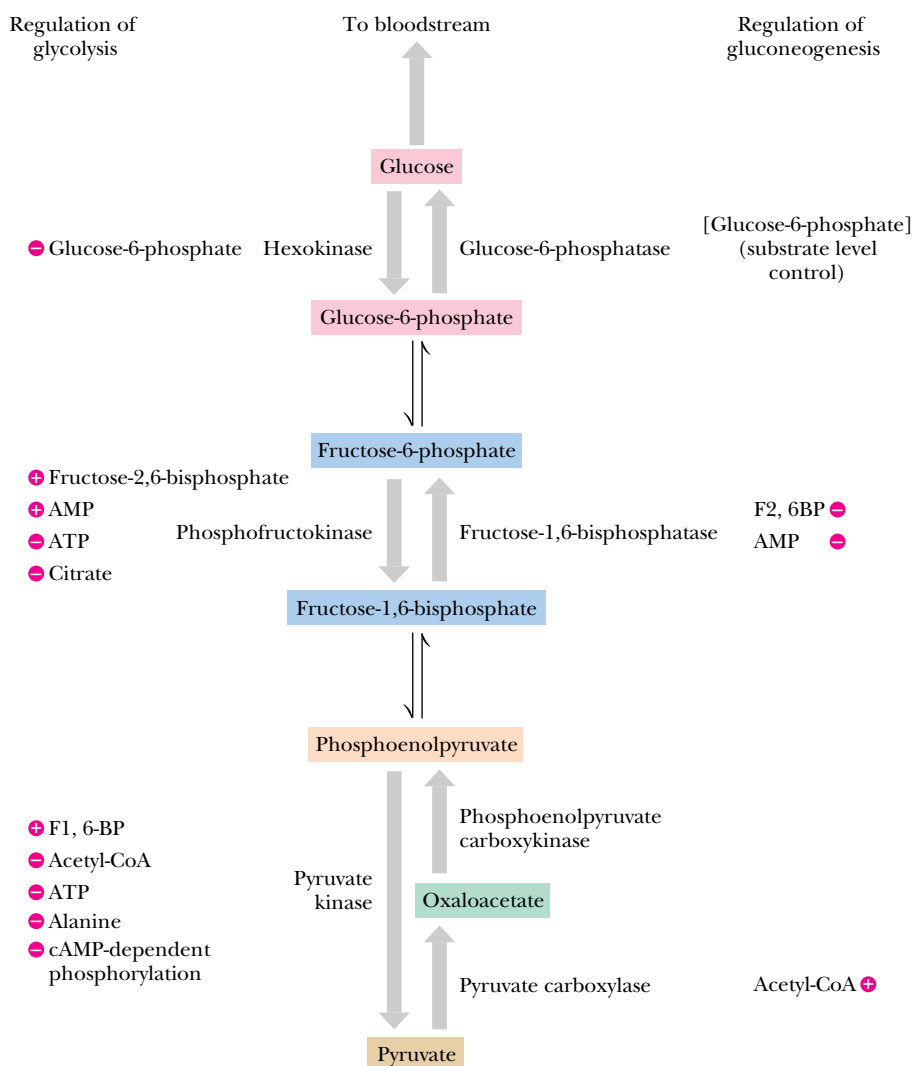 Regulation of
glycolysis
To bloodstream
Regulation of
gluconeogenesis
Glucose
− Glucose-6-phosphate
Hexokinase
Glucose-6-phosphatase
[Glucose-6-phosphate]
(substrate level
control)
Glucose-6-phosphate
Fructose-6-phosphate
+ Fructose-2,6-bisphosphate
+ AMP
− ATP
− Citrate
Phosphofructokinase
Fructose-1,6-bisphosphatase
F2, 6BP −
AMP −
Fructose-1,6-bisphosphate
Phosphoenolpyruvate
+ F1, 6-BP
− Acetyl-CoA
− ATP
− Alanine
− cAMP-dependent
phosphorylation
Pyruvate
kinase
Phosphoenolpyruvate
carboxykinase
Oxaloacetate
Pyruvate carboxylase
Acetyl-CoA +
Pyruvate